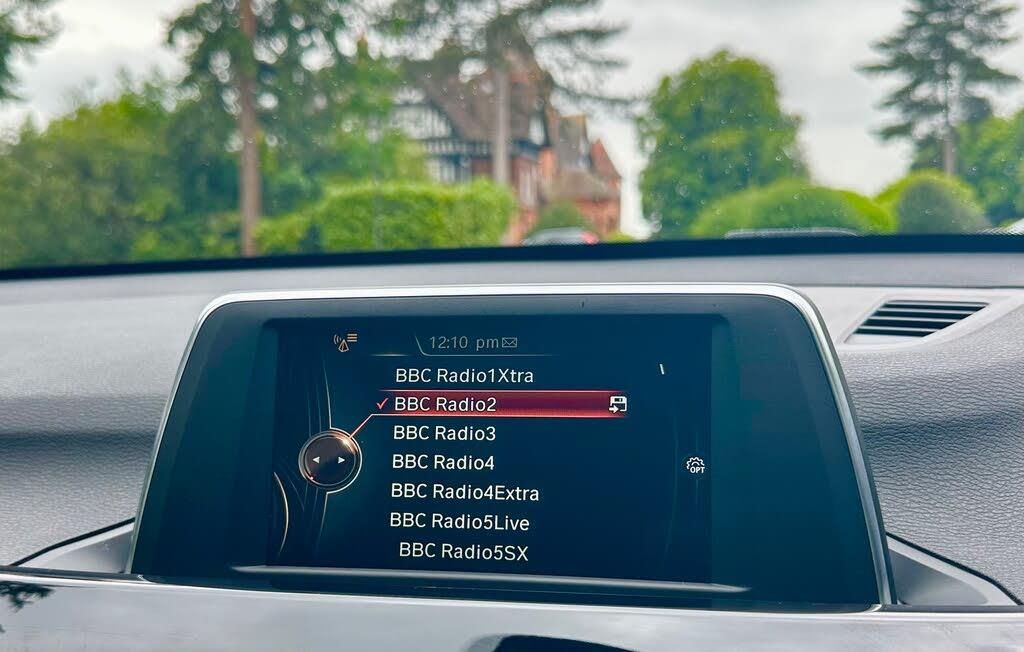 12:10 pm
BBC Radio1Xtra
BBC Radio2
BBC Radio3
BBC Radio4
BBC Radio4Extra
BBC Radio5Live
BBC Radio5SX
OPT